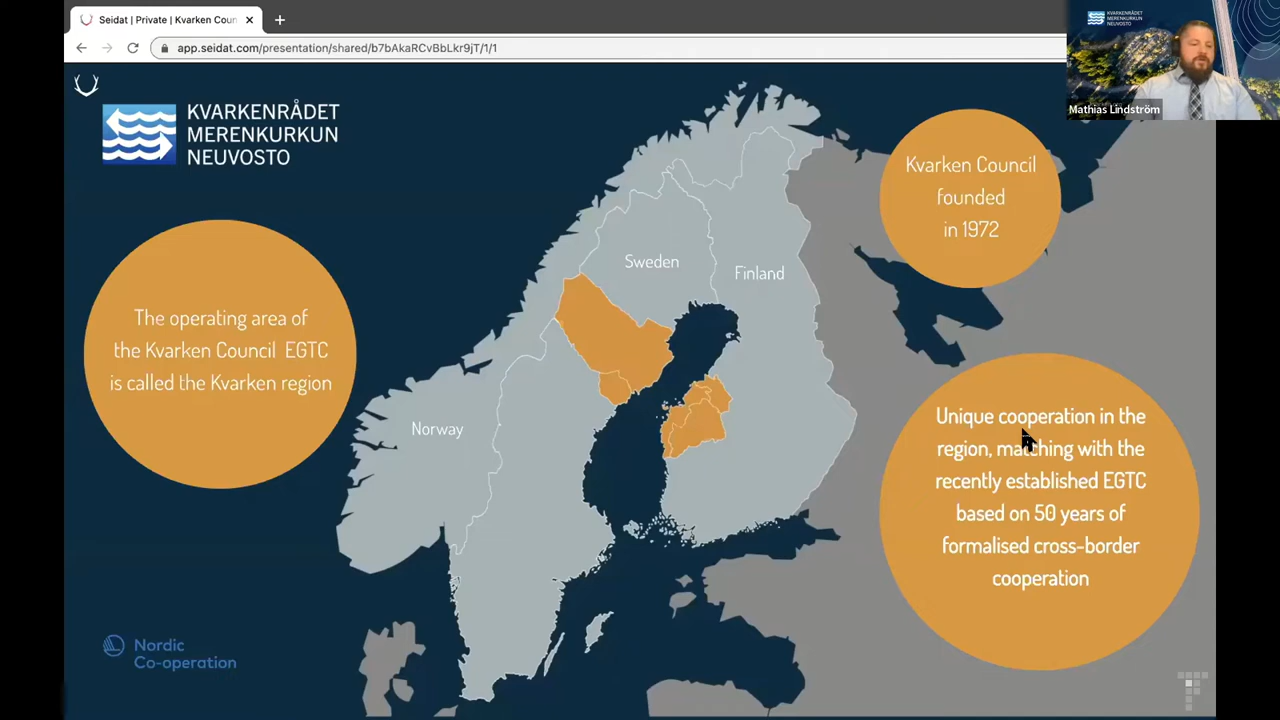 Seidat | Private | Kvarken Coun
app.seidat.com/presentation/shared/b7bAkaRCvBbLkr9jT/1/1
KVARKENRÅDET
MERENKURKUN
NEUVOSTO
Mathias Lindström
KVARKENRÅDET
MERENKURKUN
NEUVOSTO
Kvarken Council
founded
in 1972
Sweden
Finland
The operating area of
the Kvarken Council EGTC
is called the Kvarken region
Norway
Unique cooperation in the
region, matching with the
recently established EGTC
based on 50 years of
formalised cross-border
cooperation
Nordic
Co-operation